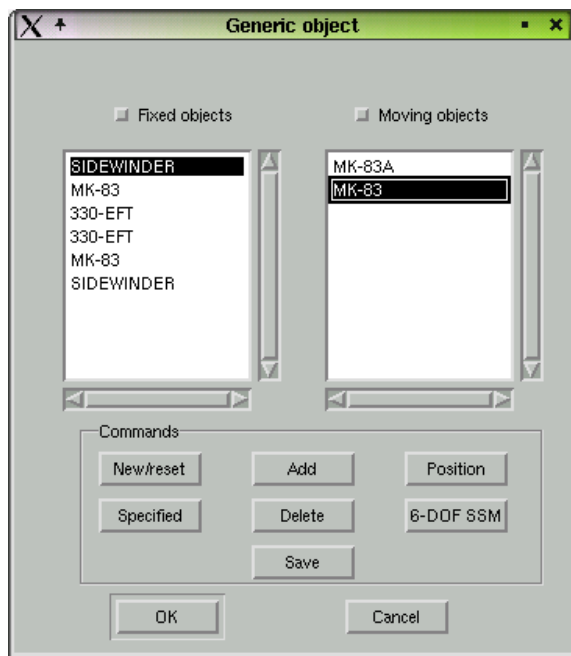 Generic object
Fixed objects
Moving objects
SIDEWINDER
MK-83
330-EFT
330-EFT
MK-83
SIDEWINDER
MK-83A
MK-83
Commands
New/reset
Add
Position
Specified
Delete
6-DOF SSM
Save
OK
Cancel